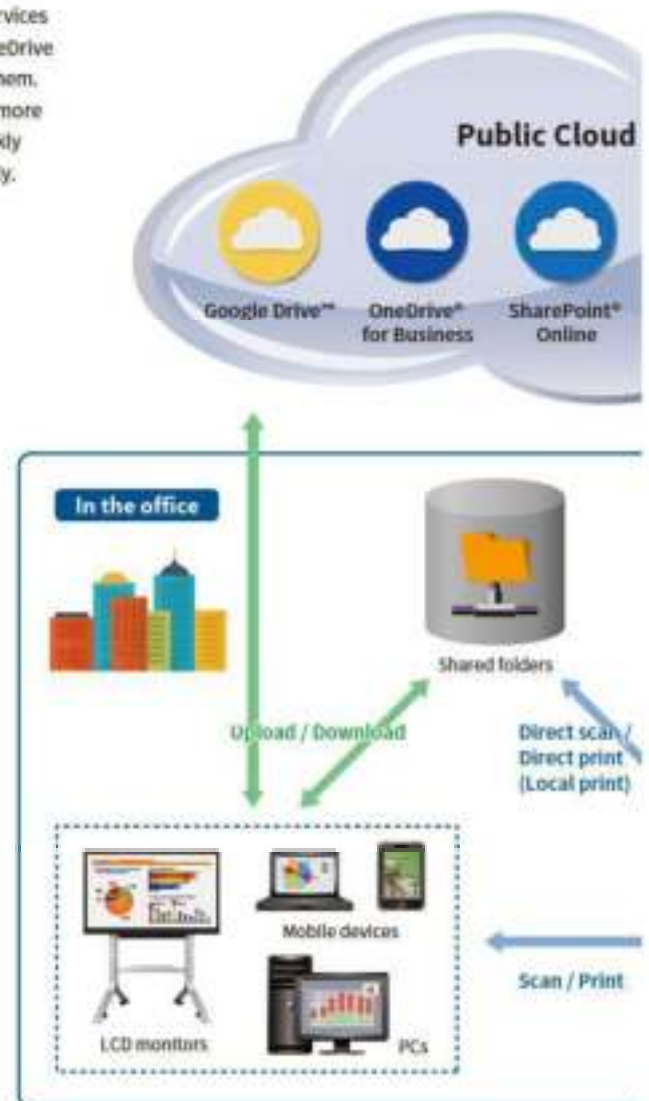 rvices
eDrive
hem.
more
kly
ly.
Public Cloud
Google Drive™
OneDrive®
for Business
SharePoint®
Online
In the office
Shared folders
Upload / Download
Direct scan /
Direct print
(Local print)
Mobile devices
Scan / Print
LCD monitors
PCs